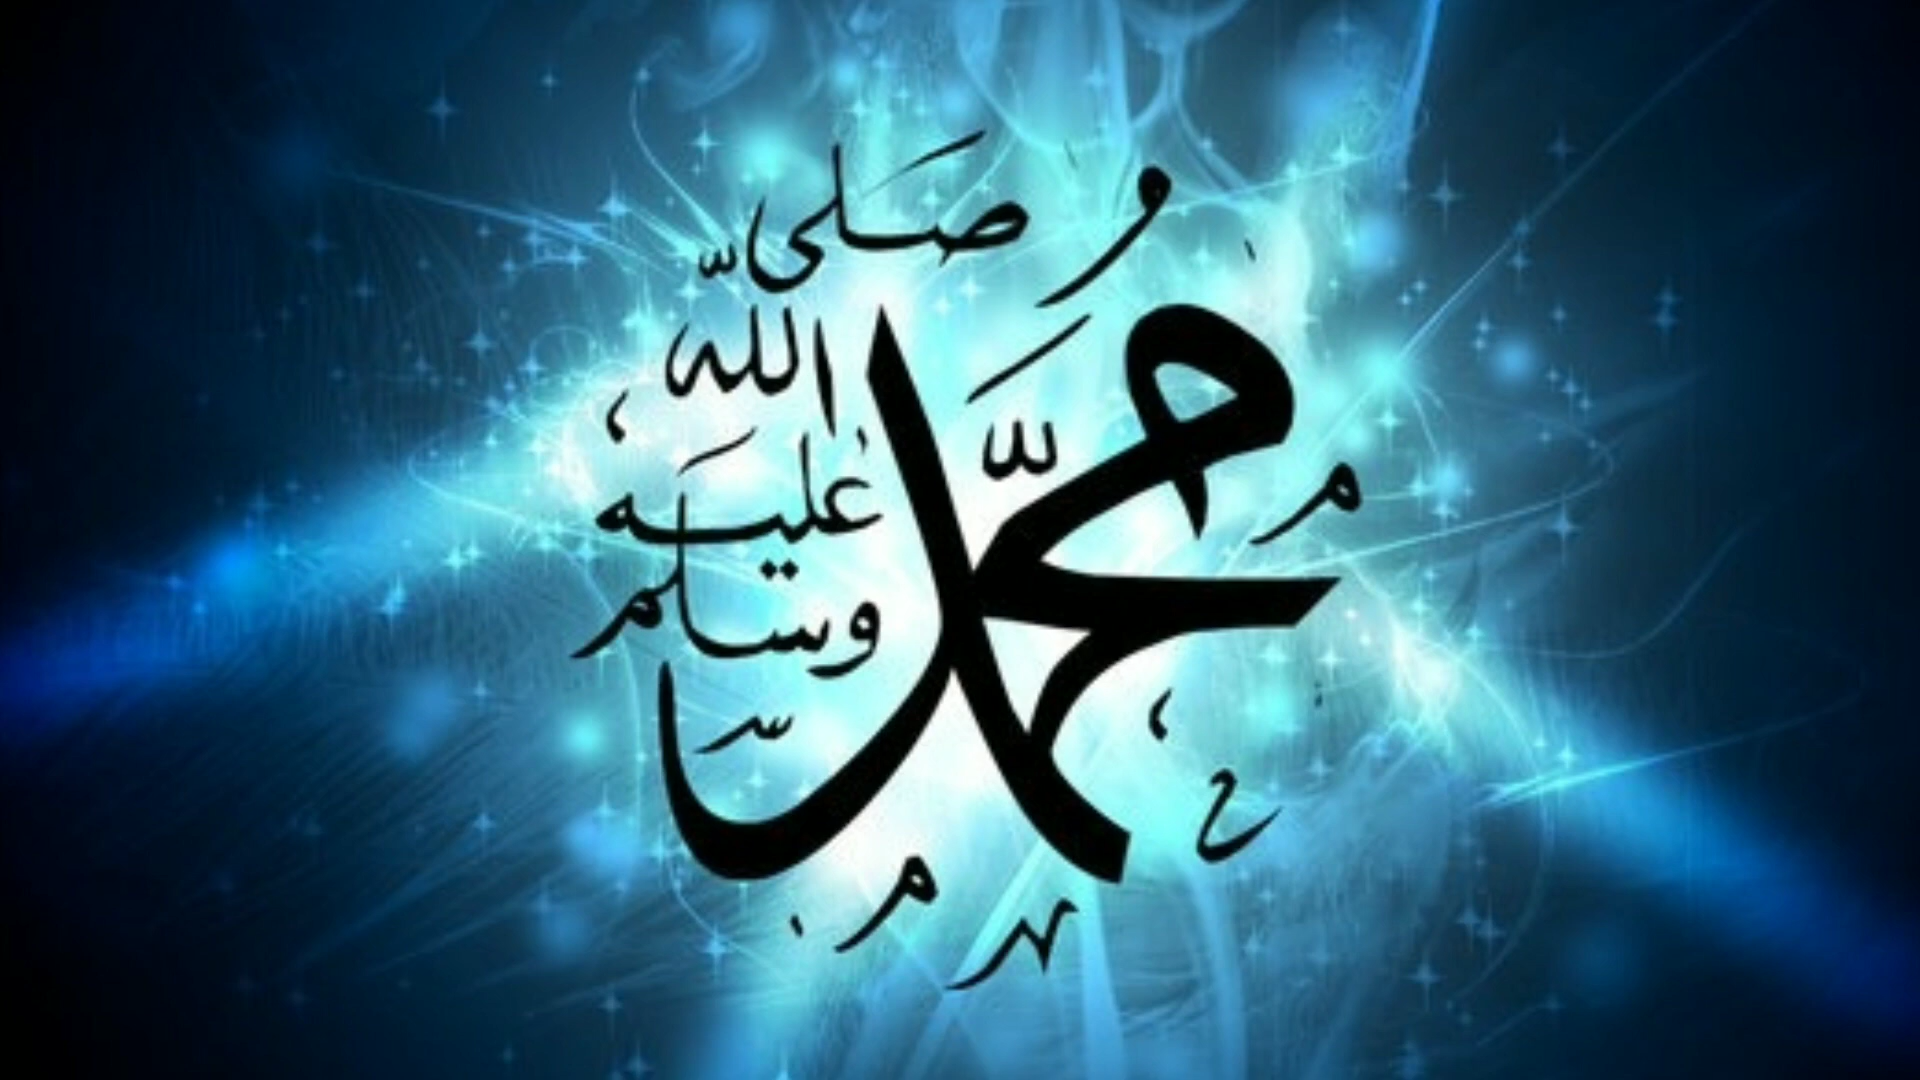 محمد
صلى
الله
عليه
وسلم